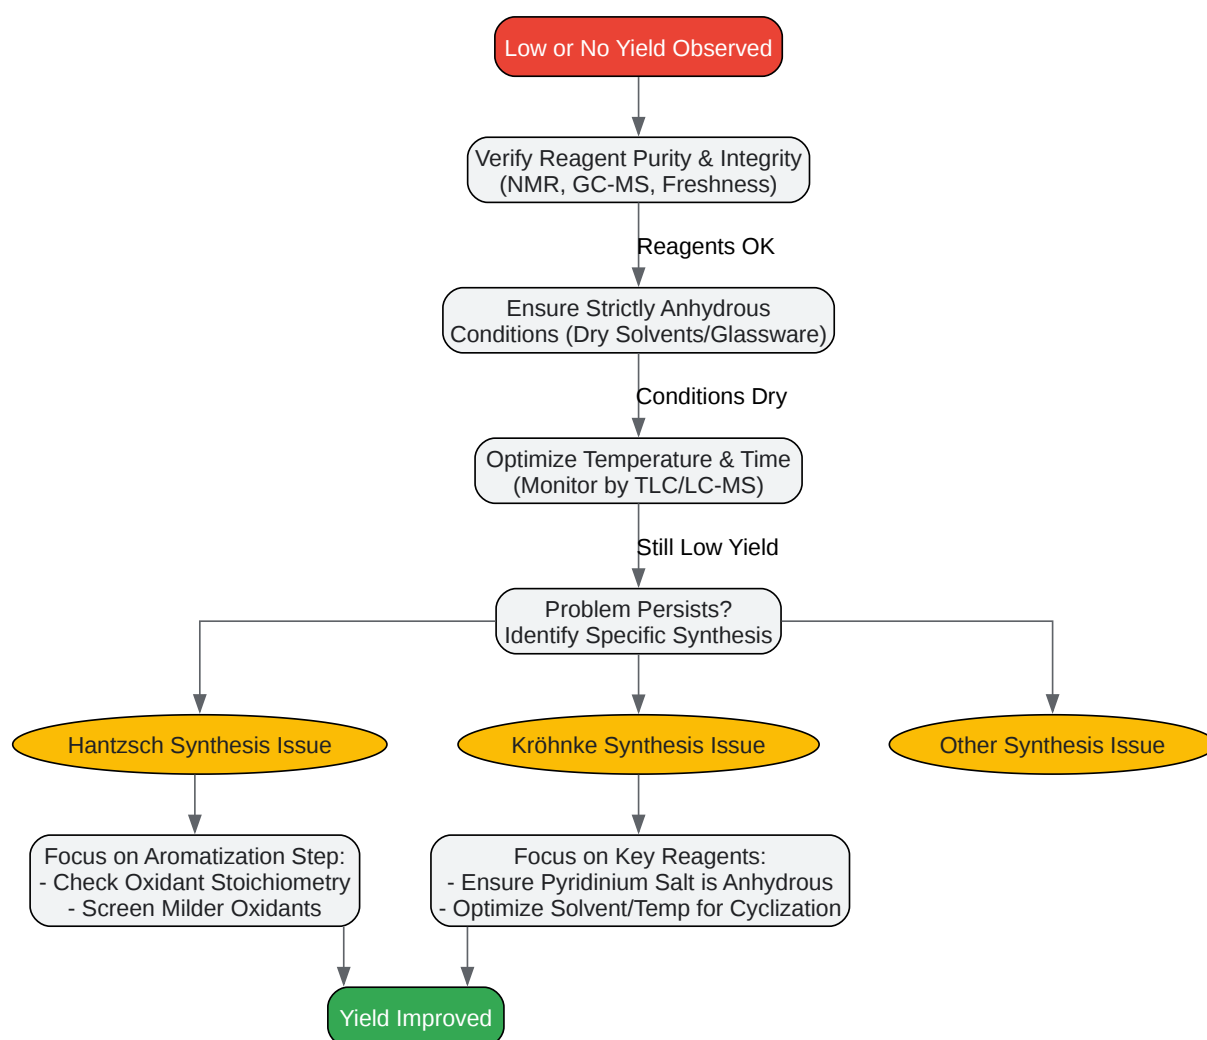 Low or No Yield Observed
Verify Reagent Purity & Integrity
(NMR, GC-MS, Freshness)
Reagents OK
Ensure Strictly Anhydrous
Conditions (Dry Solvents/Glassware)
Conditions Dry
Optimize Temperature & Time
(Monitor by TLC/LC-MS)
Still Low Yield
Problem Persists?
Identify Specific Synthesis
Hantzsch Synthesis Issue
Kröhnke Synthesis Issue
Other Synthesis Issue
Focus on Aromatization Step:
- Check Oxidant Stoichiometry
- Screen Milder Oxidants
Focus on Key Reagents:
- Ensure Pyridinium Salt is Anhydrous
- Optimize Solvent/Temp for Cyclization
Yield Improved